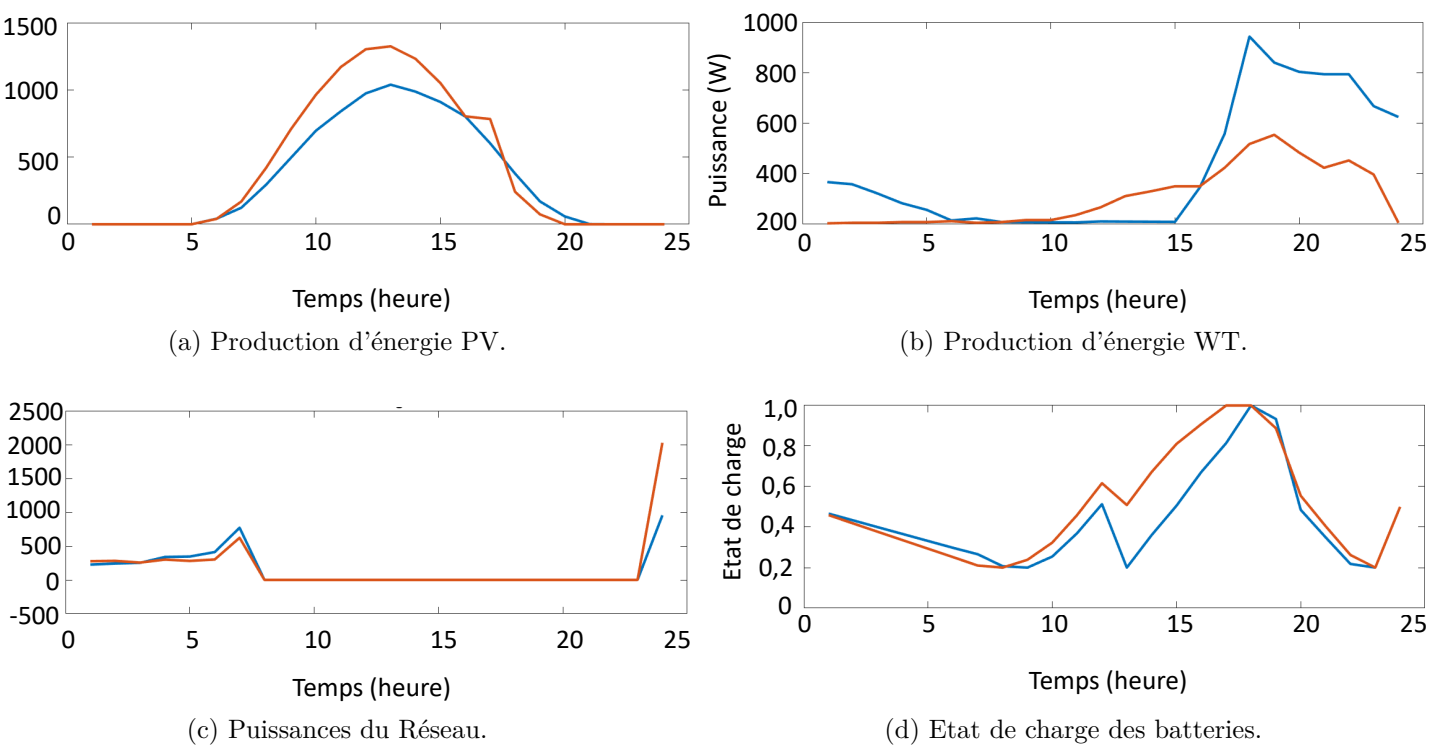 1500
1000
500
0
0 5 10 15 20 25
Temps (heure)
(a) Production d'énergie PV.
Puissance (W)
1000
800
600
400
200
0 5 10 15 20 25
Temps (heure)
(b) Production d'énergie WT.
2500
2000
1500
1000
500
0
-500
0 5 10 15 20 25
Temps (heure)
(c) Puissances du Réseau.
Etat de charge
1,0
0,8
0,6
0,4
0,2
0
0 5 10 15 20 25
Temps (heure)
(d) Etat de charge des batteries.